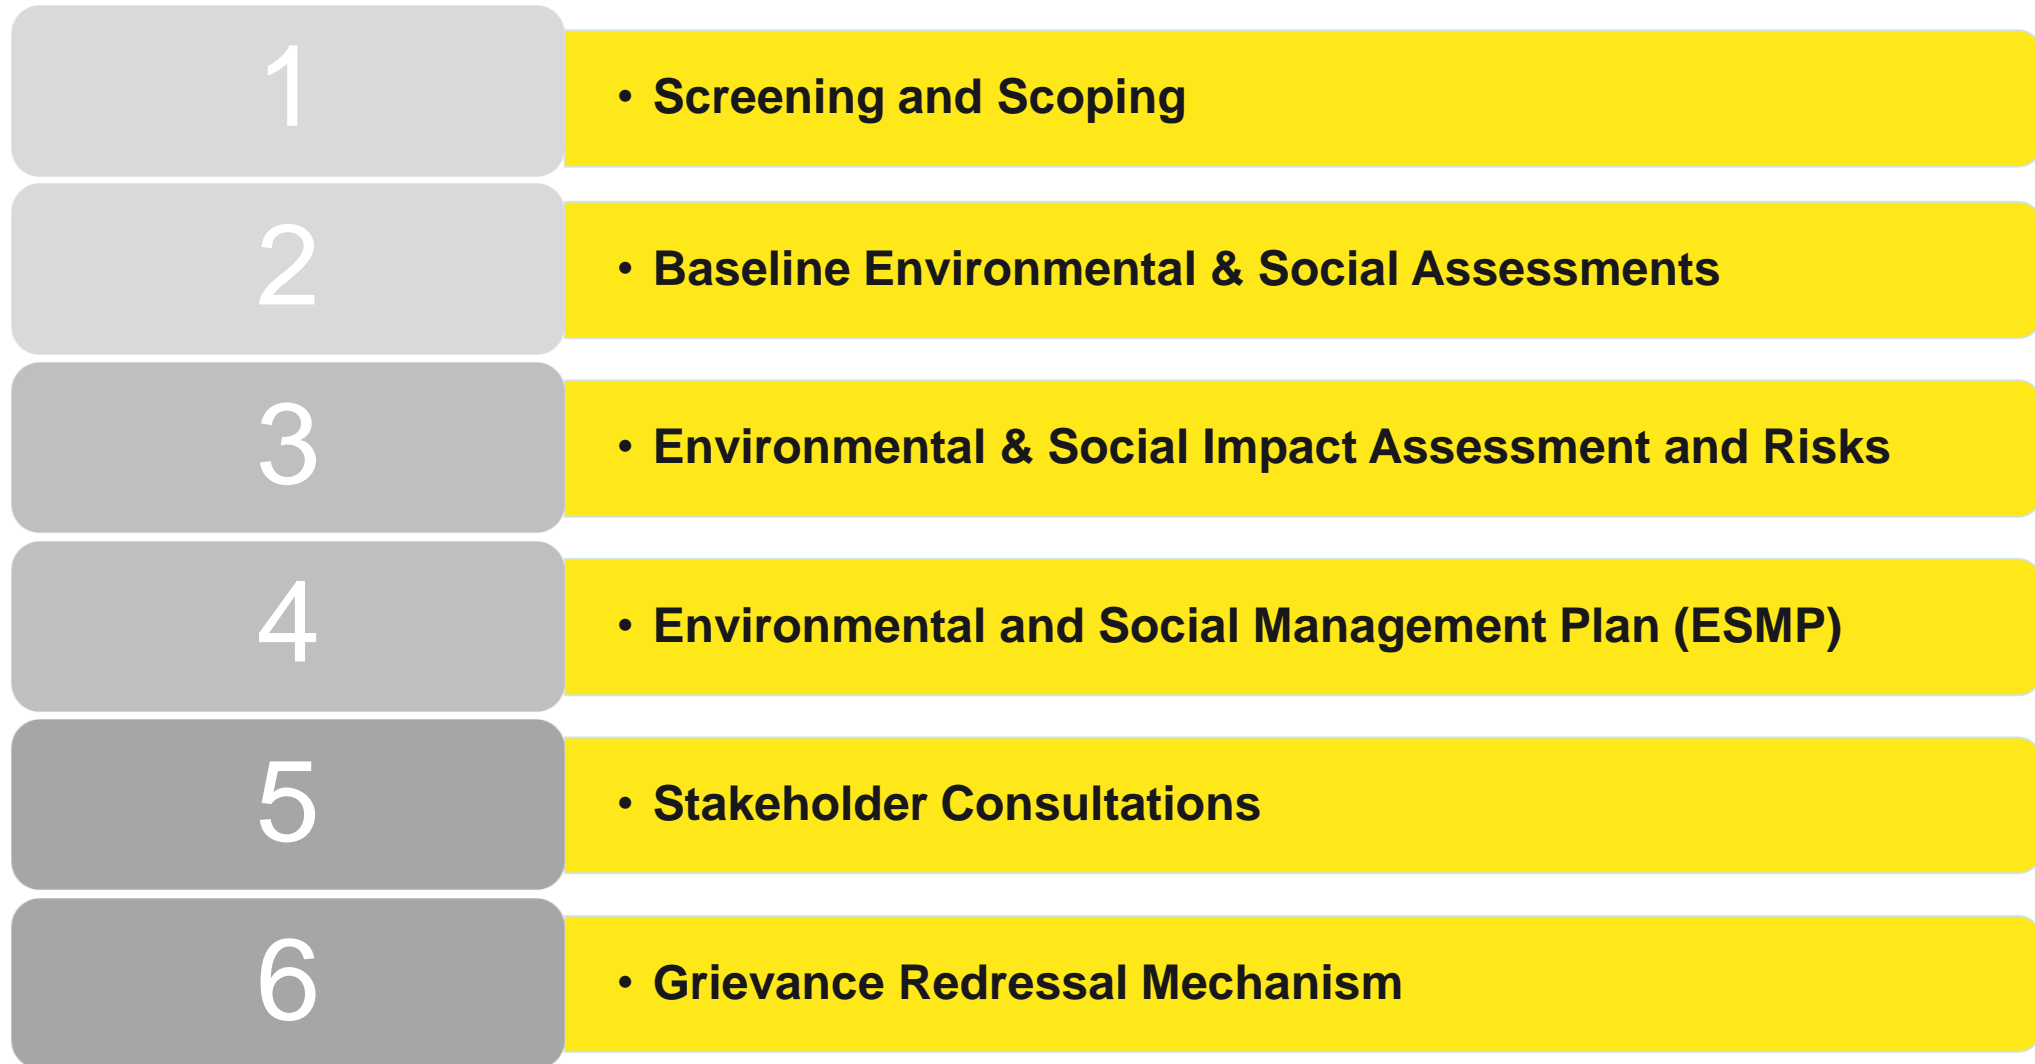 1
• Screening and Scoping
2
• Baseline Environmental & Social Assessments
3
• Environmental & Social Impact Assessment and Risks
4
• Environmental and Social Management Plan (ESMP)
5
• Stakeholder Consultations
6
• Grievance Redressal Mechanism